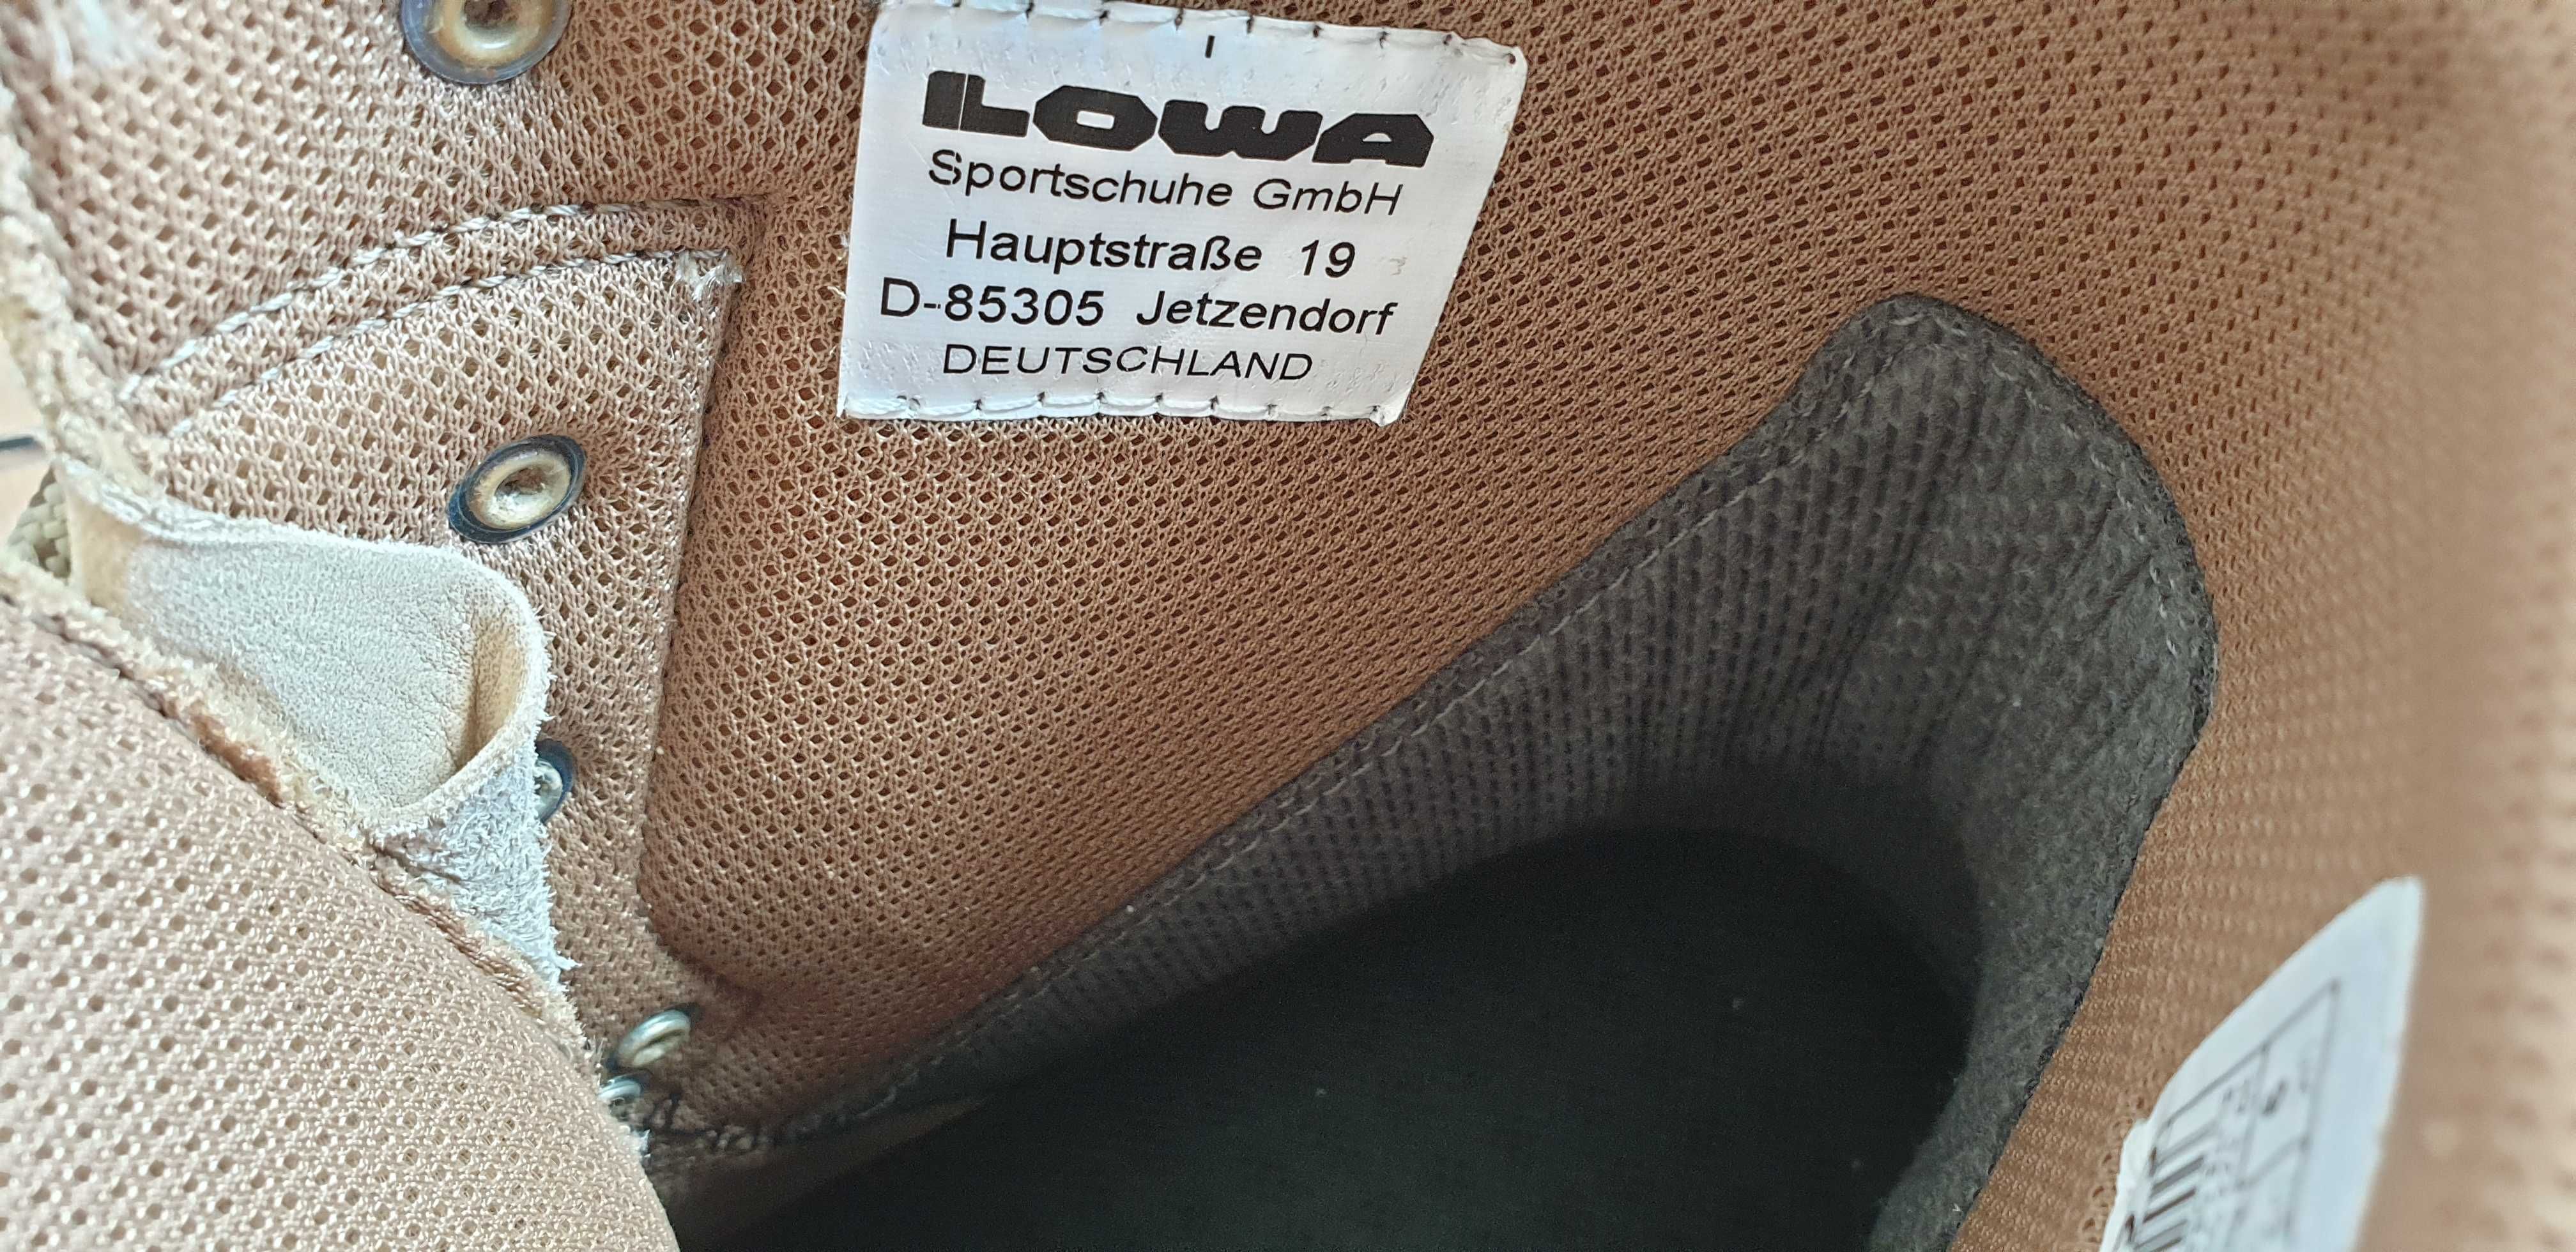 LOWA
Sportschuhe GmbH
Hauptstraße 19
D-85305 Jetzendorf
DEUTSCHLAND